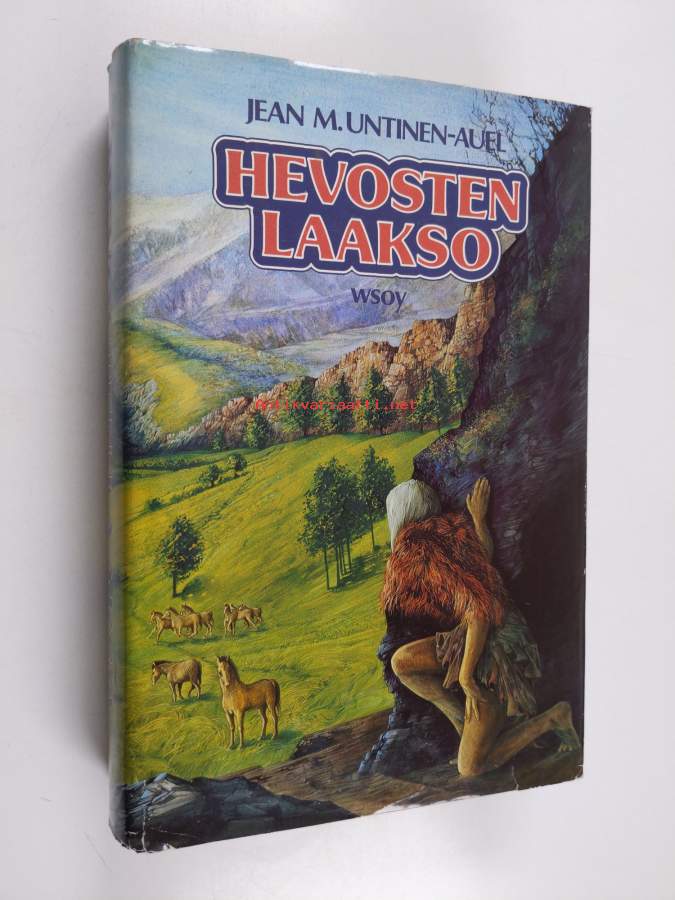 JEAN M. UNTINEN-AUEL
HEVOSTEN
LAAKSO
WSOY
Antikvariaatti.net